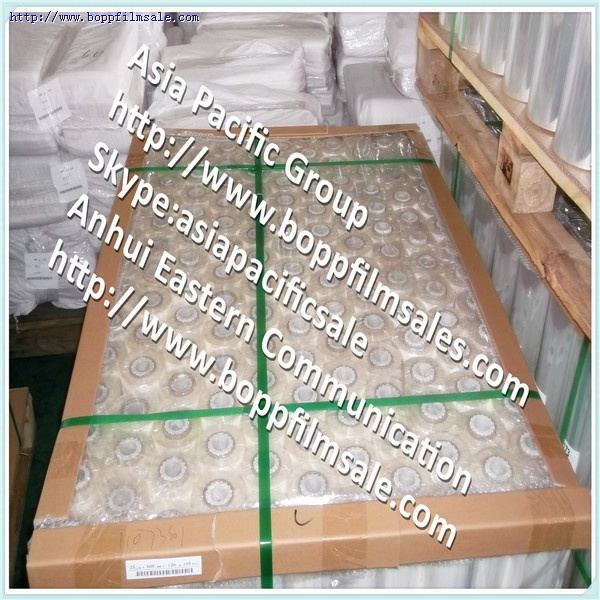 http://www.boppfilmsale.com
Asia Pacific Group
http://www.boppfilmsales.com
Skype:asiapacificsale
Anhui Eastern Communication
http://www.boppfilmsale.com